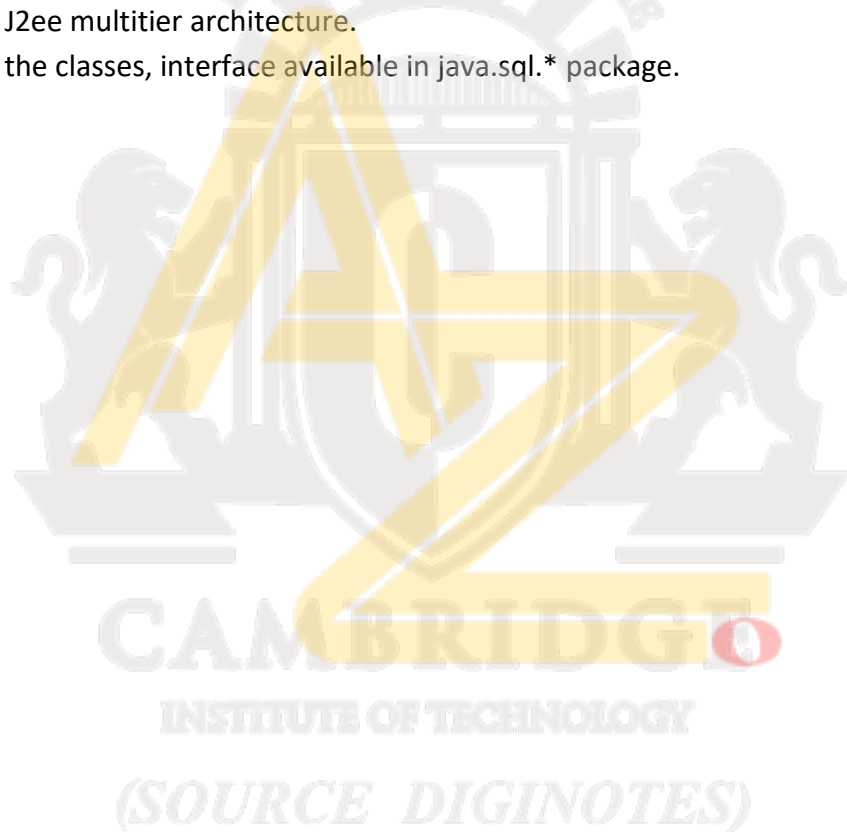 J2ee multitier architecture.
the classes, interface available in java.sql.* package.
CAMBRIDGE
INSTITUTE OF TECHNOLOGY
(SOURCE DIGINOTES)